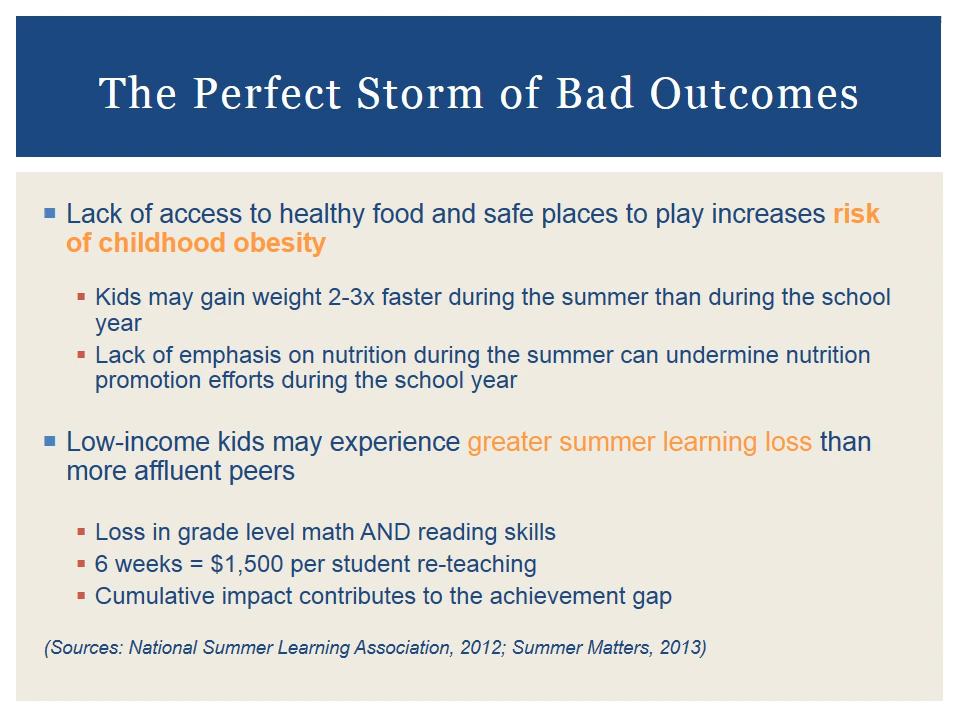 The Perfect Storm of Bad Outcomes
Lack of access to healthy food and safe places to play increases risk
of childhood obesity
Kids may gain weight 2-3x faster during the summer than during the school
year
Lack of emphasis on nutrition during the summer can undermine nutrition
promotion efforts during the school year
Low-income kids may experience greater summer learning loss than
more affluent peers
Loss in grade level math AND reading skills
6 weeks = $1,500 per student re-teaching
Cumulative impact contributes to the achievement gap
(Sources: National Summer Learning Association, 2012; Summer Matters, 2013)